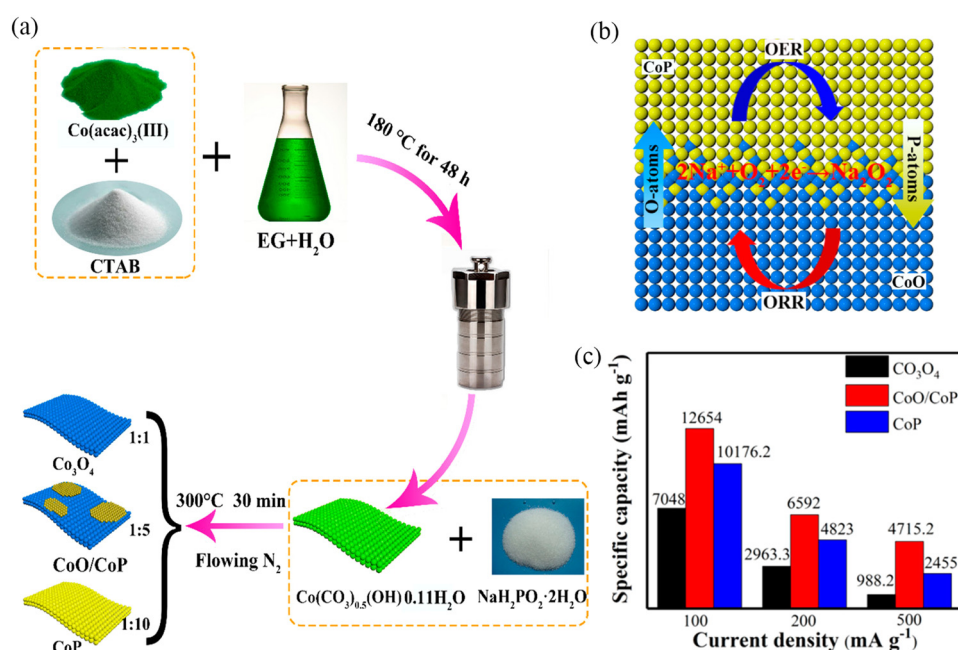 (a)
Co(acac)₃(III)
+
CTAB
+
EG+H₂O
180 °C for 48 h
Co(CO₃)₀.₅(OH) 0.11H₂O
+
NaH₂PO₂·2H₂O
300°C 30 min
Flowing N₂
1:1
Co₃O₄
1:5
CoO/CoP
1:10
CoP
(b)
OER
CoP
O-atoms
P-atoms
2Na⁺+O₂+2e⁻→Na₂O₂
CoO
ORR
(c)
Specific capacity (mAh g⁻¹)
CO₃O₄
CoO/CoP
CoP
7048
12654
10176.2
2963.3
6592
4823
988.2
4715.2
2455
100
200
500
Current density (mA g⁻¹)